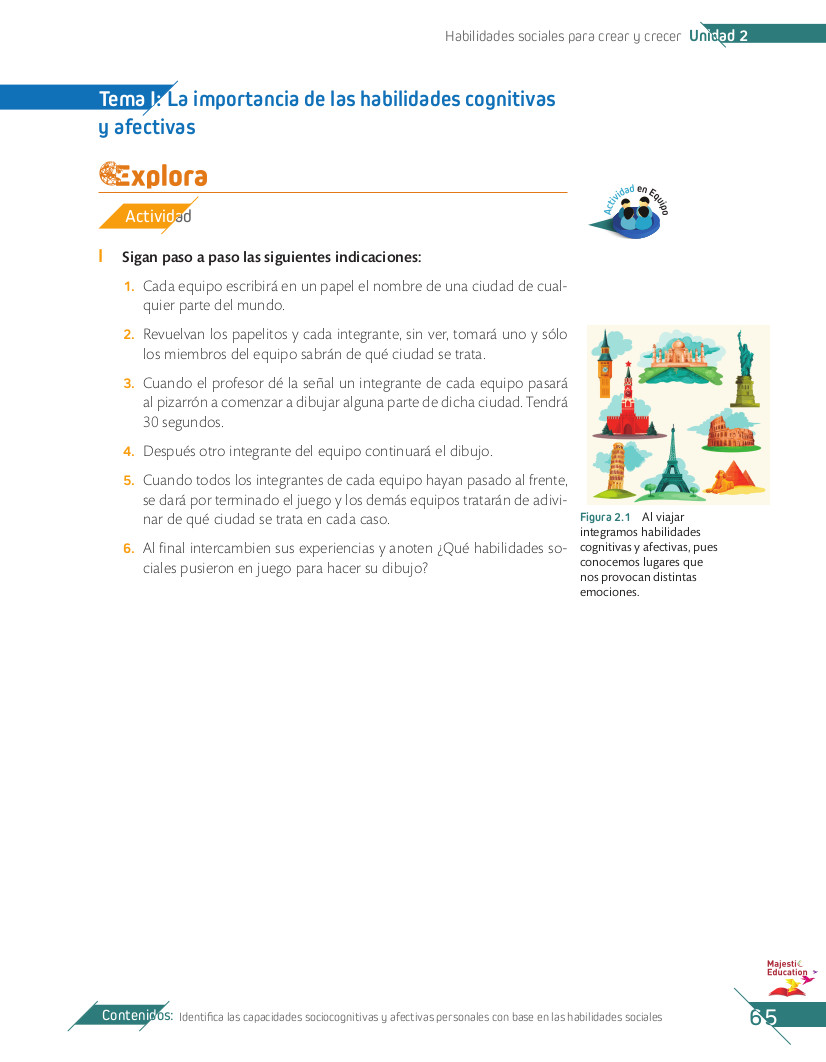 Habilidades sociales para crear y crecer Unidad 2
Tema I: La importancia de las habilidades cognitivas
y afectivas
Explora
Actividad en Equipo
Actividad
I Sigan paso a paso las siguientes indicaciones:
1. Cada equipo escribirá en un papel el nombre de una ciudad de cual-
quier parte del mundo.
2. Revuelvan los papelitos y cada integrante, sin ver, tomará uno y sólo
los miembros del equipo sabrán de qué ciudad se trata.
3. Cuando el profesor dé la señal un integrante de cada equipo pasará
al pizarrón a comenzar a dibujar alguna parte de dicha ciudad. Tendrá
30 segundos.
4. Después otro integrante del equipo continuará el dibujo.
5. Cuando todos los integrantes de cada equipo hayan pasado al frente,
se dará por terminado el juego y los demás equipos tratarán de adivi-
nar de qué ciudad se trata en cada caso.
6. Al final intercambien sus experiencias y anoten ¿Qué habilidades so-
ciales pusieron en juego para hacer su dibujo?
Figura 2.1 Al viajar
integramos habilidades
cognitivas y afectivas, pues
conocemos lugares que
nos provocan distintas
emociones.
Majestic
Education
Contenidos: Identifica las capacidades sociocognitivas y afectivas personales con base en las habilidades sociales
65